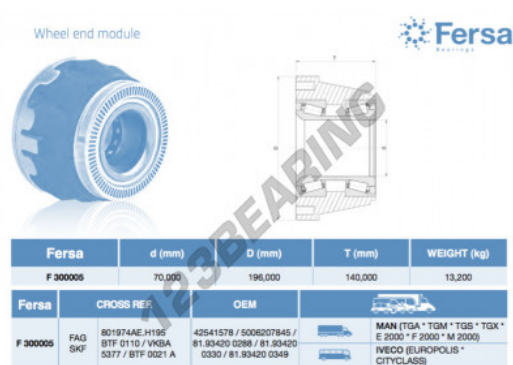 Wheel end module
Fersa
Bearings
T
D
d
123BEARING
Fersa d (mm) D (mm) T (mm) WEIGHT (kg)
F 300005 70,000 196,000 140,000 13,200
Fersa CROSS REF. OEM
F 300005 FAG SKF
801974AE.H195
BTF 0110 / VKBA
5377 / BTF 0021 A
42541578 / 5006207845 /
81.93420 0288 / 81.93420
0330 / 81.93420 0349
MAN (TGA * TGM * TGS * TGX *
E 2000 * F 2000 * M 2000)
IVECO (EUROPOLIS *
CITYCLASS)